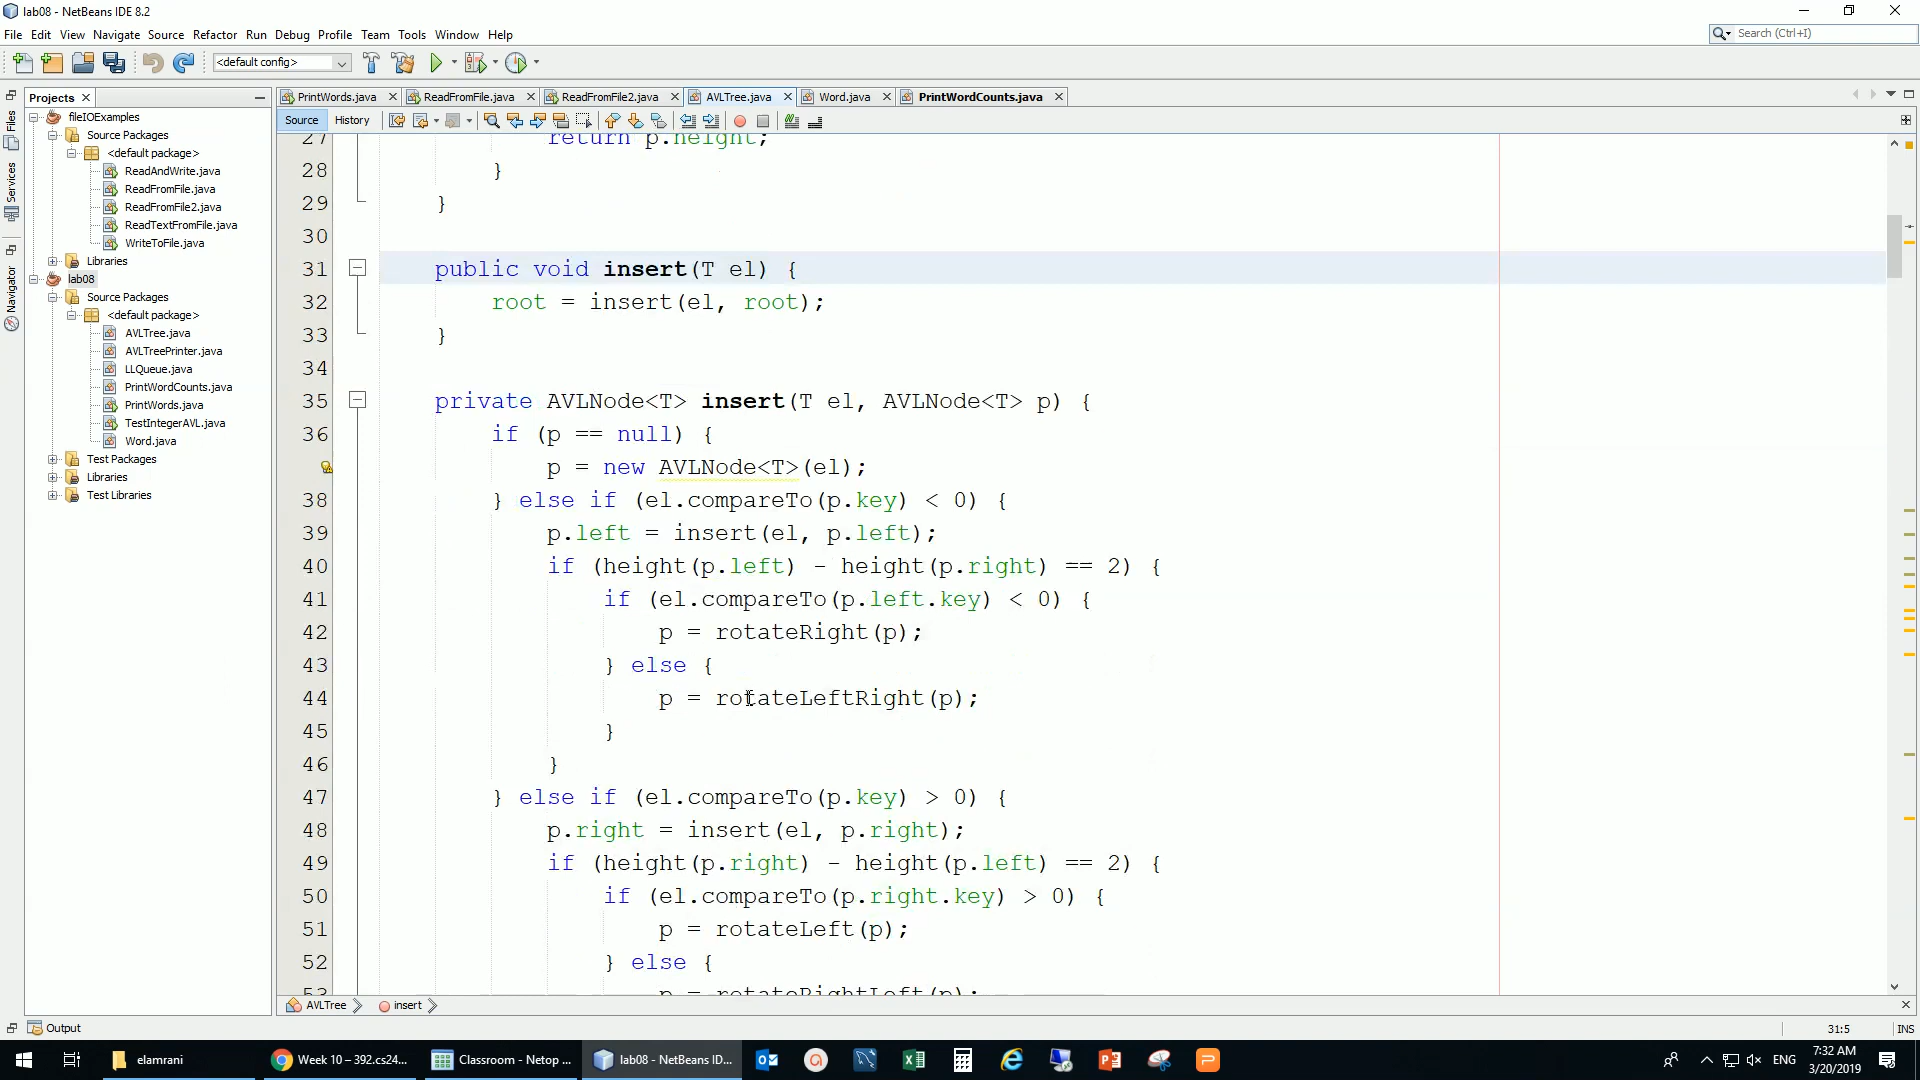 lab08 - NetBeans IDE 8.2
File Edit View Navigate Source Refactor Run Debug Profile Team Tools Window Help
Search (Ctrl+I)
<default config>
Projects
PrintWords.java ReadFromFile.java ReadFromFile2.java AVLTree.java Word.java PrintWordCounts.java
Source History
Files
Services
Navigator
fileIOExamples
Source Packages
<default package>
ReadAndWrite.java
ReadFromFile.java
ReadFromFile2.java
ReadTextFromFile.java
WriteToFile.java
Libraries
lab08
Source Packages
<default package>
AVLTree.java
AVLTreePrinter.java
LLQueue.java
PrintWordCounts.java
PrintWords.java
TestIntegerAVL.java
Word.java
Test Packages
Libraries
Test Libraries
27 return p.height;
28 }
29 }
30
31 public void insert(T el) {
32 root = insert(el, root);
33 }
34
35 private AVLNode<T> insert(T el, AVLNode<T> p) {
36 if (p == null) {
p = new AVLNode<T>(el);
38 } else if (el.compareTo(p.key) < 0) {
39 p.left = insert(el, p.left);
40 if (height(p.left) - height(p.right) == 2) {
41 if (el.compareTo(p.left.key) < 0) {
42 p = rotateRight(p);
43 } else {
44 p = rotateLeftRight(p);
45 }
46 }
47 } else if (el.compareTo(p.key) > 0) {
48 p.right = insert(el, p.right);
49 if (height(p.right) - height(p.left) == 2) {
50 if (el.compareTo(p.right.key) > 0) {
51 p = rotateLeft(p);
52 } else {
53 p = rotateRightLeft(p);
AVLTree insert
Output
31:5 INS
elamrani
Week 10 – 392.cs24...
Classroom - Netop ...
lab08 - NetBeans ID...
ENG
7:32 AM
3/20/2019